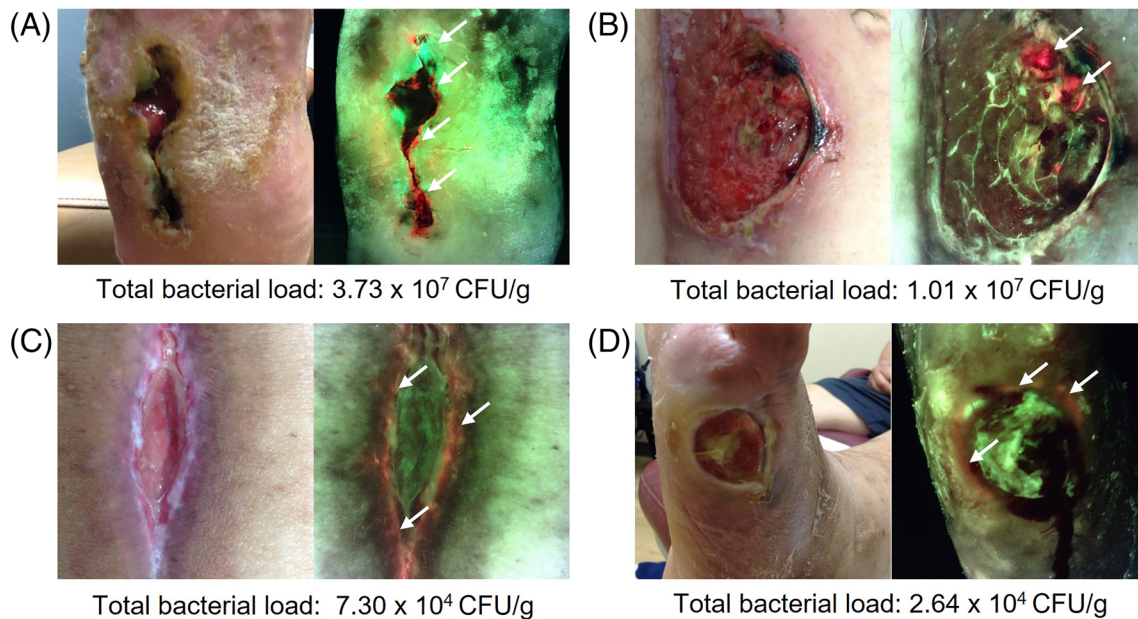 (A)
(B)
Total bacterial load: 3.73 x 10⁷ CFU/g
Total bacterial load: 1.01 x 10⁷ CFU/g
(C)
(D)
Total bacterial load: 7.30 x 10⁴ CFU/g
Total bacterial load: 2.64 x 10⁴ CFU/g